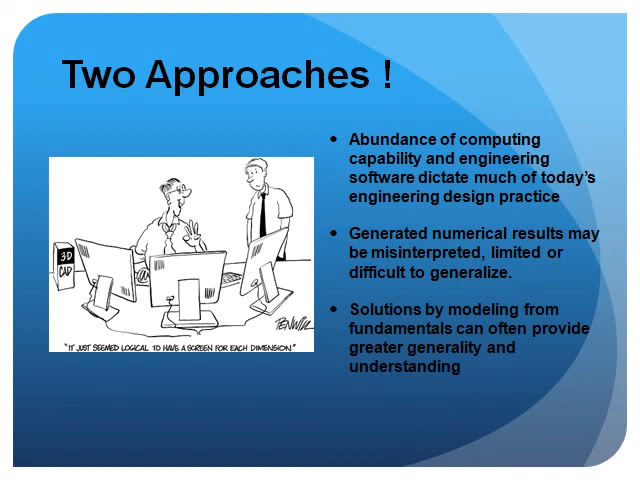 Two Approaches !
Abundance of computing
capability and engineering
software dictate much of today’s
engineering design practice
Generated numerical results may
be misinterpreted, limited or
difficult to generalize.
Solutions by modeling from
fundamentals can often provide
greater generality and
understanding
3D
CAD
"IT JUST SEEMED LOGICAL TO HAVE A SCREEN FOR EACH DIMENSION"